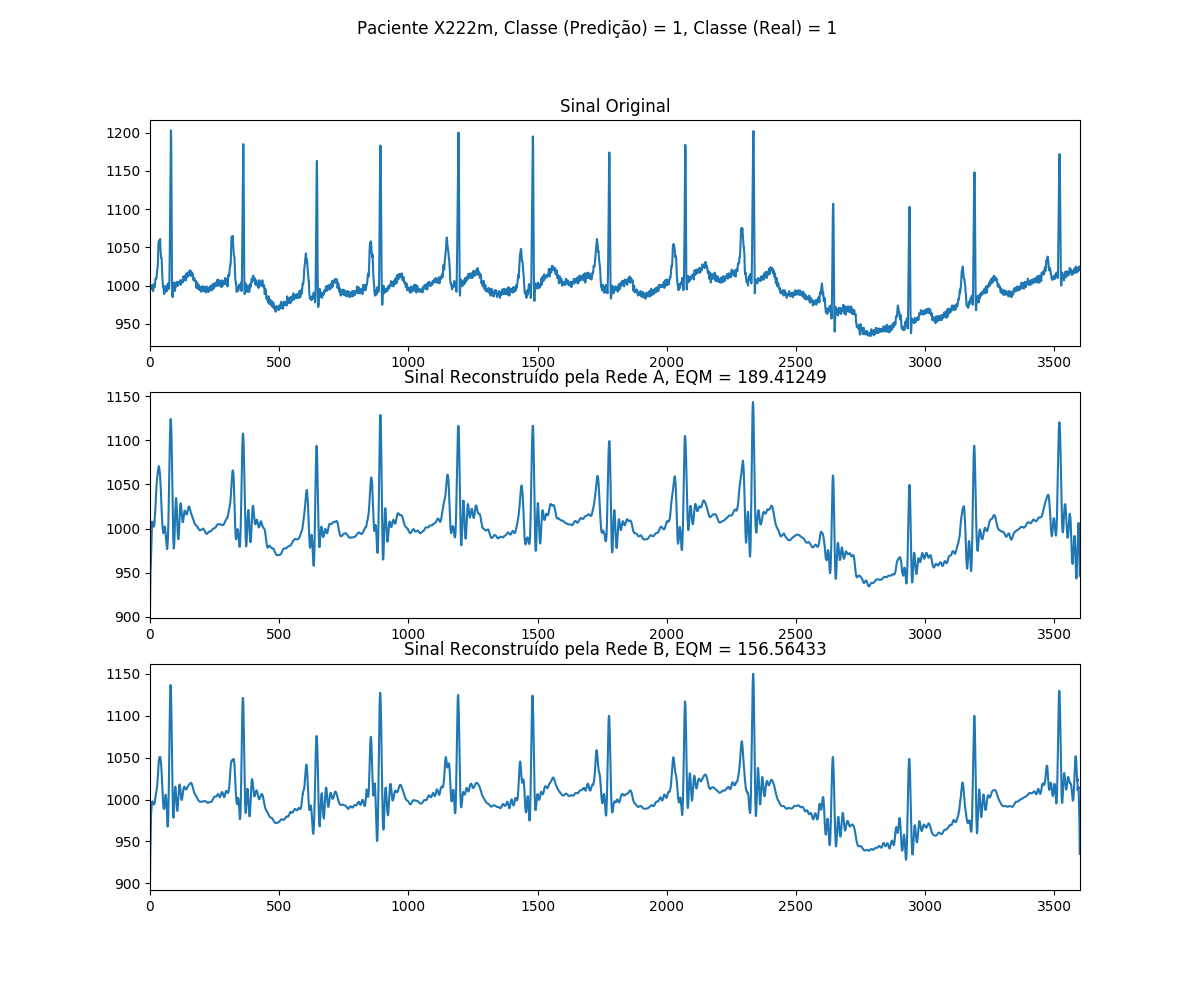 Paciente X222m, Classe (Predição) = 1, Classe (Real) = 1
Sinal Original
1200
1150
1100
1050
1000
950
0 500 1000 1500 2000 2500 3000 3500
Sinal Reconstruído pela Rede A, EQM = 189.41249
1150
1100
1050
1000
950
900
0 500 1000 1500 2000 2500 3000 3500
Sinal Reconstruído pela Rede B, EQM = 156.56433
1150
1100
1050
1000
950
900
0 500 1000 1500 2000 2500 3000 3500